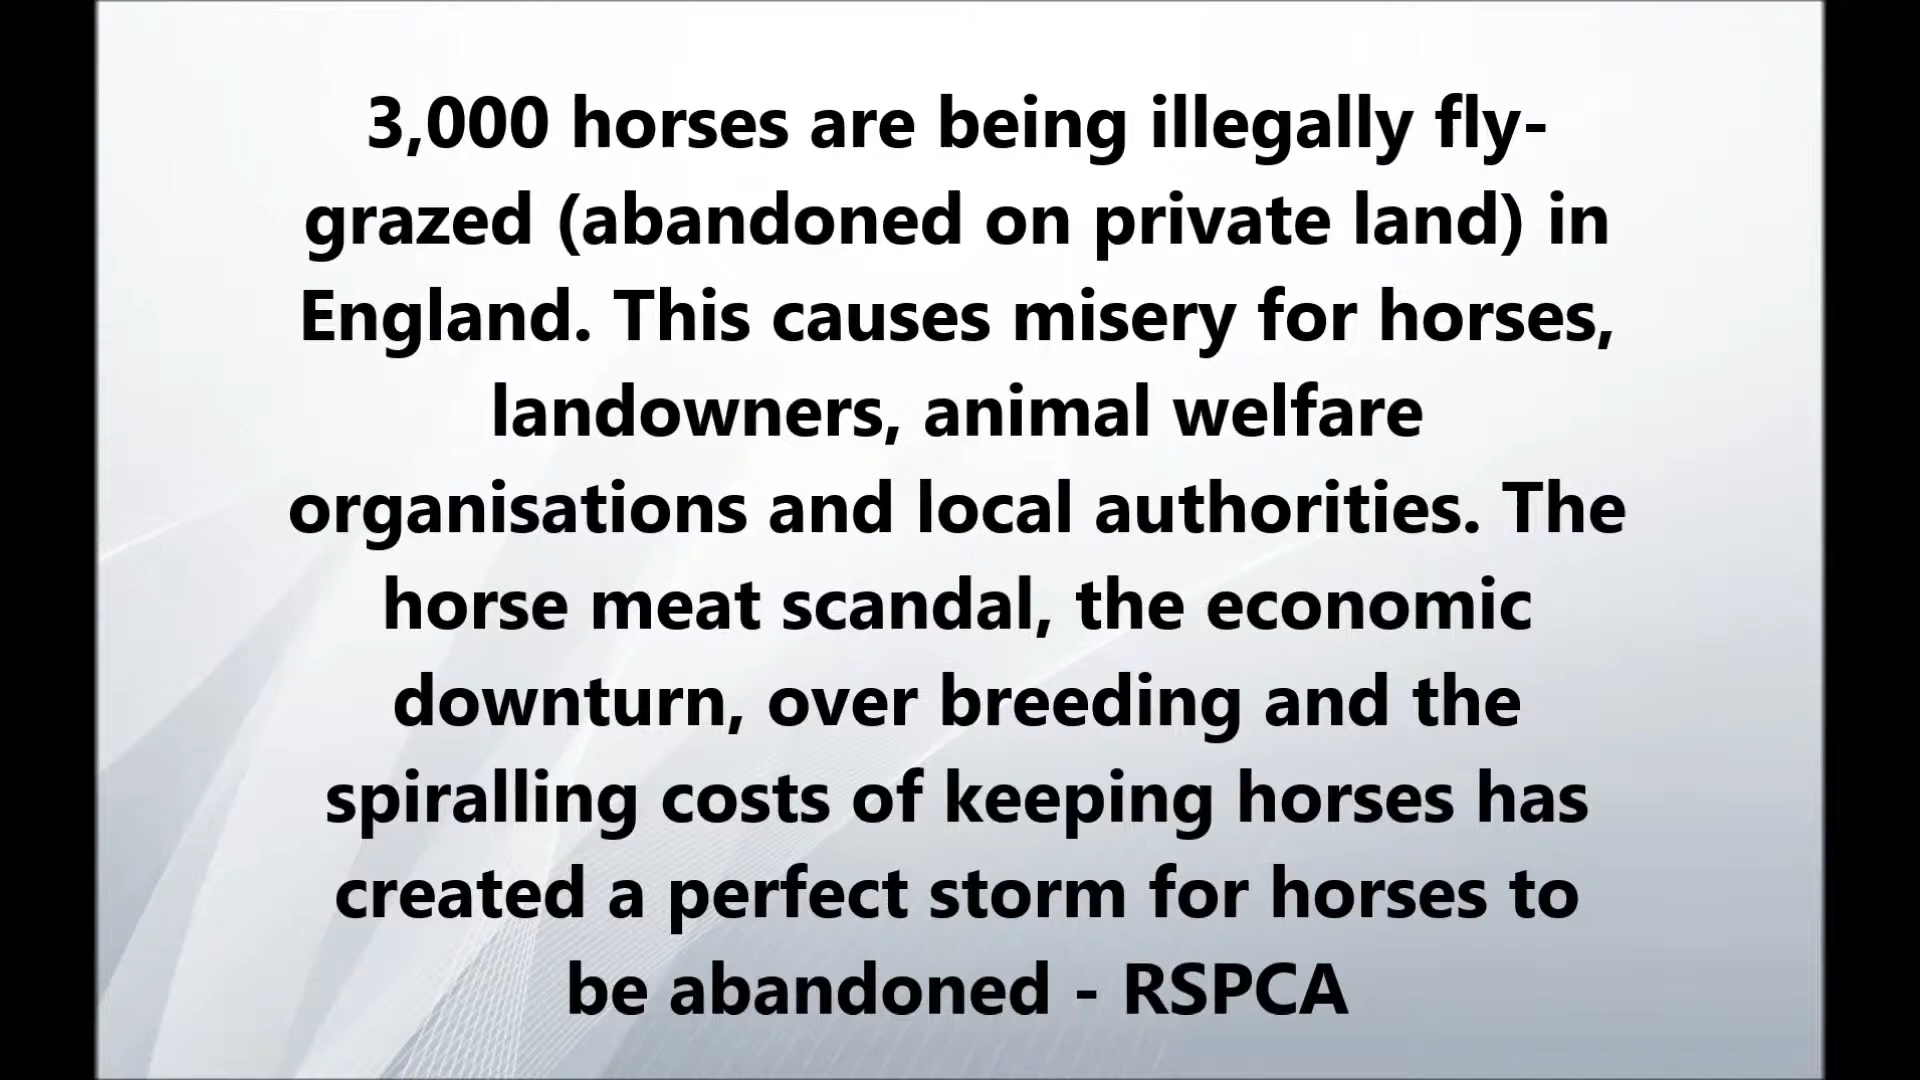 3,000 horses are being illegally fly-
grazed (abandoned on private land) in
England. This causes misery for horses,
landowners, animal welfare
organisations and local authorities. The
horse meat scandal, the economic
downturn, over breeding and the
spiralling costs of keeping horses has
created a perfect storm for horses to
be abandoned - RSPCA